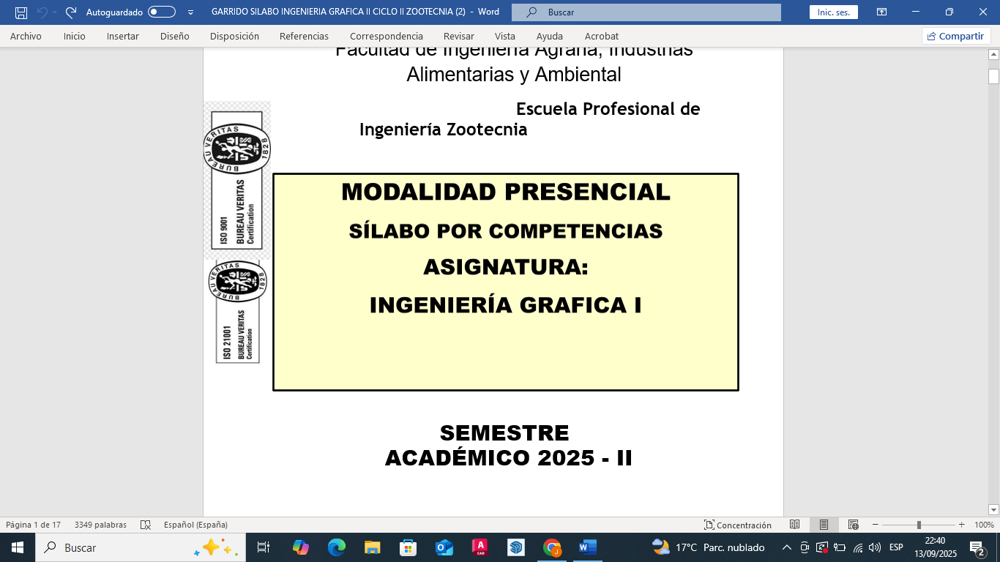 Autoguardado
GARRIDO SILABO INGENIERIA GRAFICA II CICLO II ZOOTECNIA (2) - Word
Buscar
Inic. ses.
Archivo Inicio Insertar Diseño Disposición Referencias Correspondencia Revisar Vista Ayuda Acrobat
Compartir
Facultad de Ingeniería Agraria, Industrias
Alimentarias y Ambiental
Escuela Profesional de
Ingeniería Zootecnia
BUREAU VERITAS
1828
ISO 9001
BUREAU VERITAS
Certification
BUREAU VERITAS
1828
ISO 21001
BUREAU VERITAS
Certification
MODALIDAD PRESENCIAL
SÍLABO POR COMPETENCIAS
ASIGNATURA:
INGENIERÍA GRAFICA I
SEMESTRE
ACADÉMICO 2025 - II
Página 1 de 17 3349 palabras Español (España) Concentración 100%
Buscar
17°C Parc. nublado
ESP
22:40
13/09/2025
2